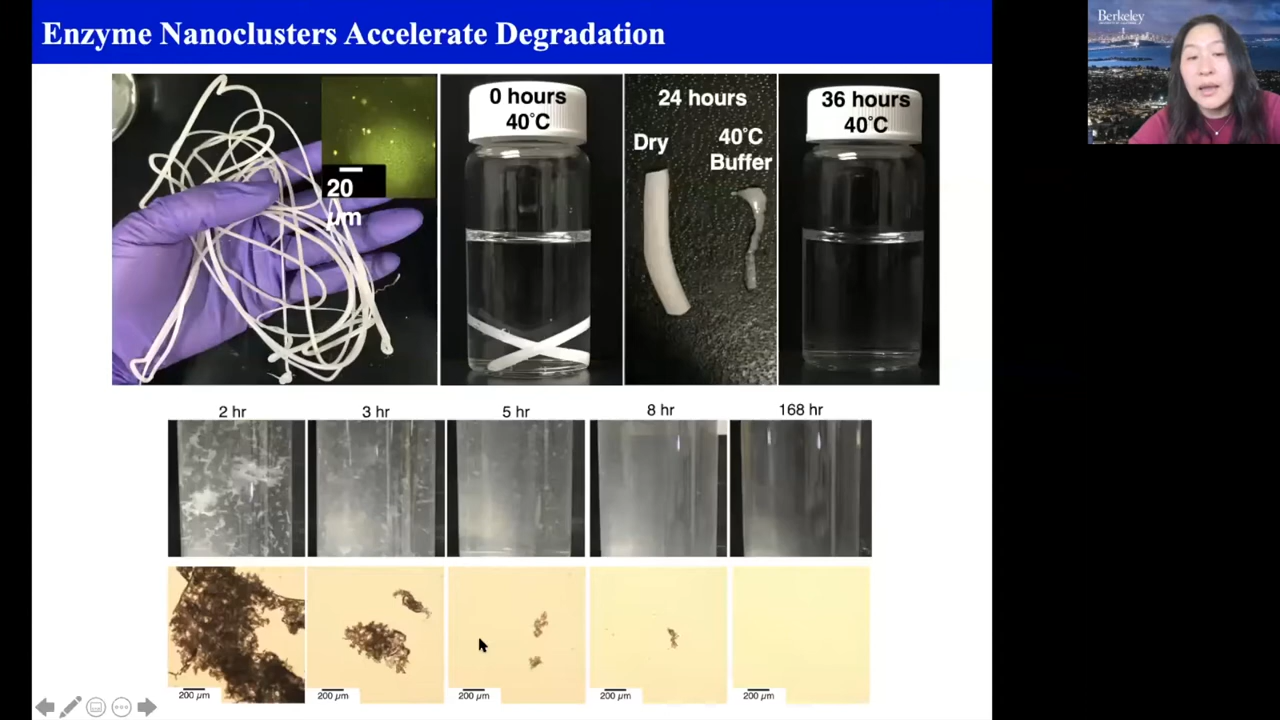 Enzyme Nanoclusters Accelerate Degradation
Berkeley
20
μm
0 hours
40°C
24 hours
Dry
40°C
Buffer
36 hours
40°C
2 hr
3 hr
5 hr
8 hr
168 hr
200 μm
200 μm
200 μm
200 μm
200 μm